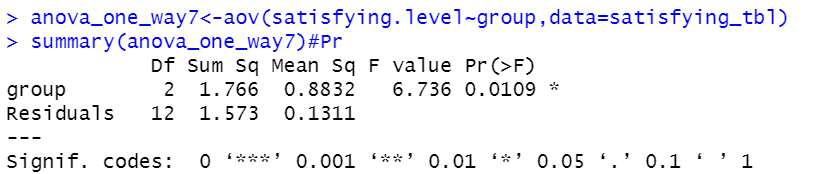 > anova_one_way7<-aov(satisfying.level~group,data=satisfying_tbl)
> summary(anova_one_way7)#Pr
            Df Sum Sq Mean Sq F value Pr(>F)
group        2  1.766  0.8832   6.736 0.0109 *
Residuals   12  1.573  0.1311
---
Signif. codes:  0 ‘***’ 0.001 ‘**’ 0.01 ‘*’ 0.05 ‘.’ 0.1 ‘ ’ 1